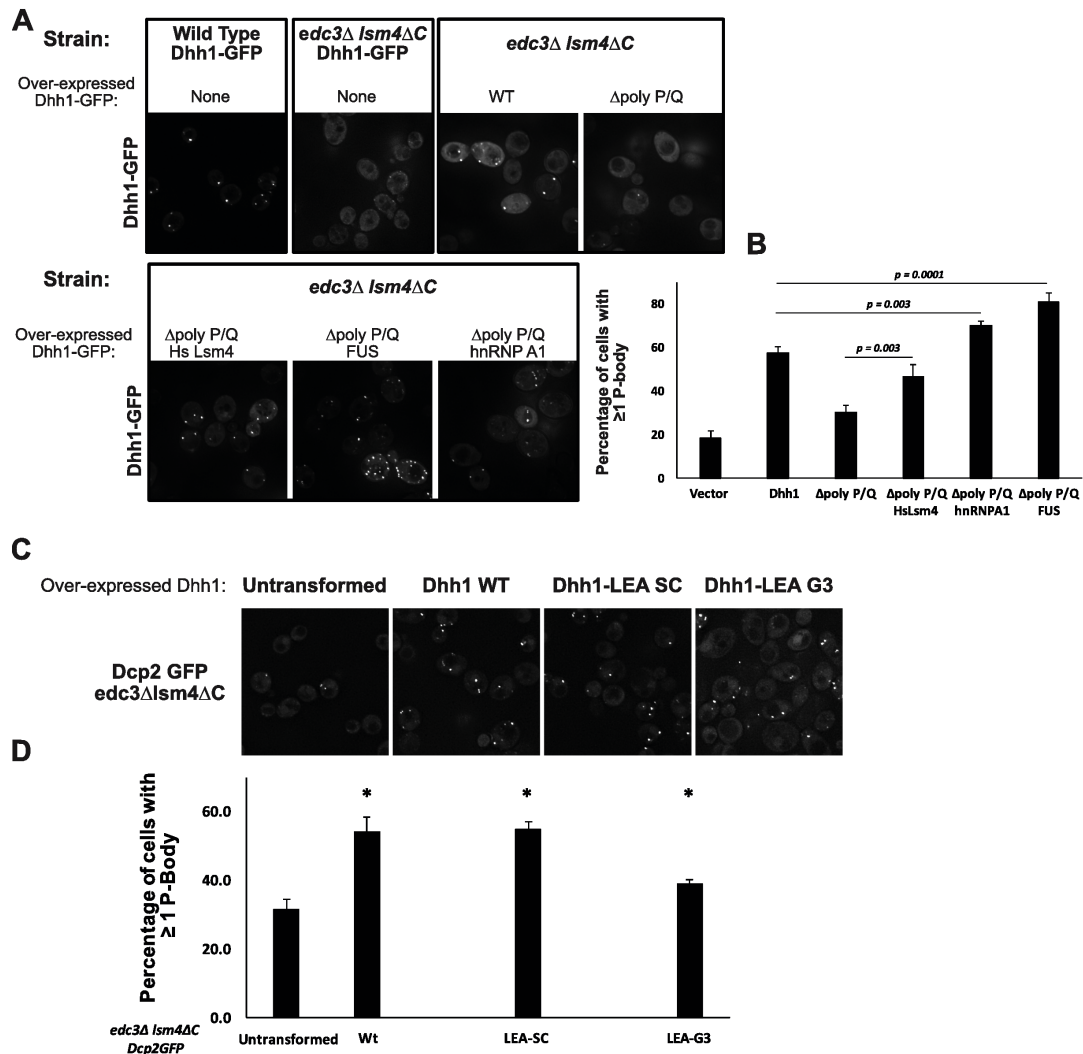 A
Strain:
Wild Type
Dhh1-GFP
edc3Δ lsm4ΔC
Dhh1-GFP
edc3Δ lsm4ΔC
Over-expressed
Dhh1-GFP:
None
None
WT
Δpoly P/Q
Dhh1-GFP
Strain:
edc3Δ lsm4ΔC
Over-expressed
Dhh1-GFP:
Δpoly P/Q
Hs Lsm4
Δpoly P/Q
FUS
Δpoly P/Q
hnRNP A1
Dhh1-GFP
B
Percentage of cells with
≥1 P-body
80
60
40
20
0
p = 0.0001
p = 0.003
p = 0.003
Vector
Dhh1
Δpoly P/Q
Δpoly P/Q
HsLsm4
Δpoly P/Q
hnRNPA1
Δpoly P/Q
FUS
C
Over-expressed Dhh1:
Untransformed
Dhh1 WT
Dhh1-LEA SC
Dhh1-LEA G3
Dcp2 GFP
edc3Δlsm4ΔC
D
Percentage of cells with
≥ 1 P-Body
60.0
40.0
20.0
0.0
*
*
*
edc3Δ lsm4ΔC
Dcp2GFP
Untransformed
Wt
LEA-SC
LEA-G3